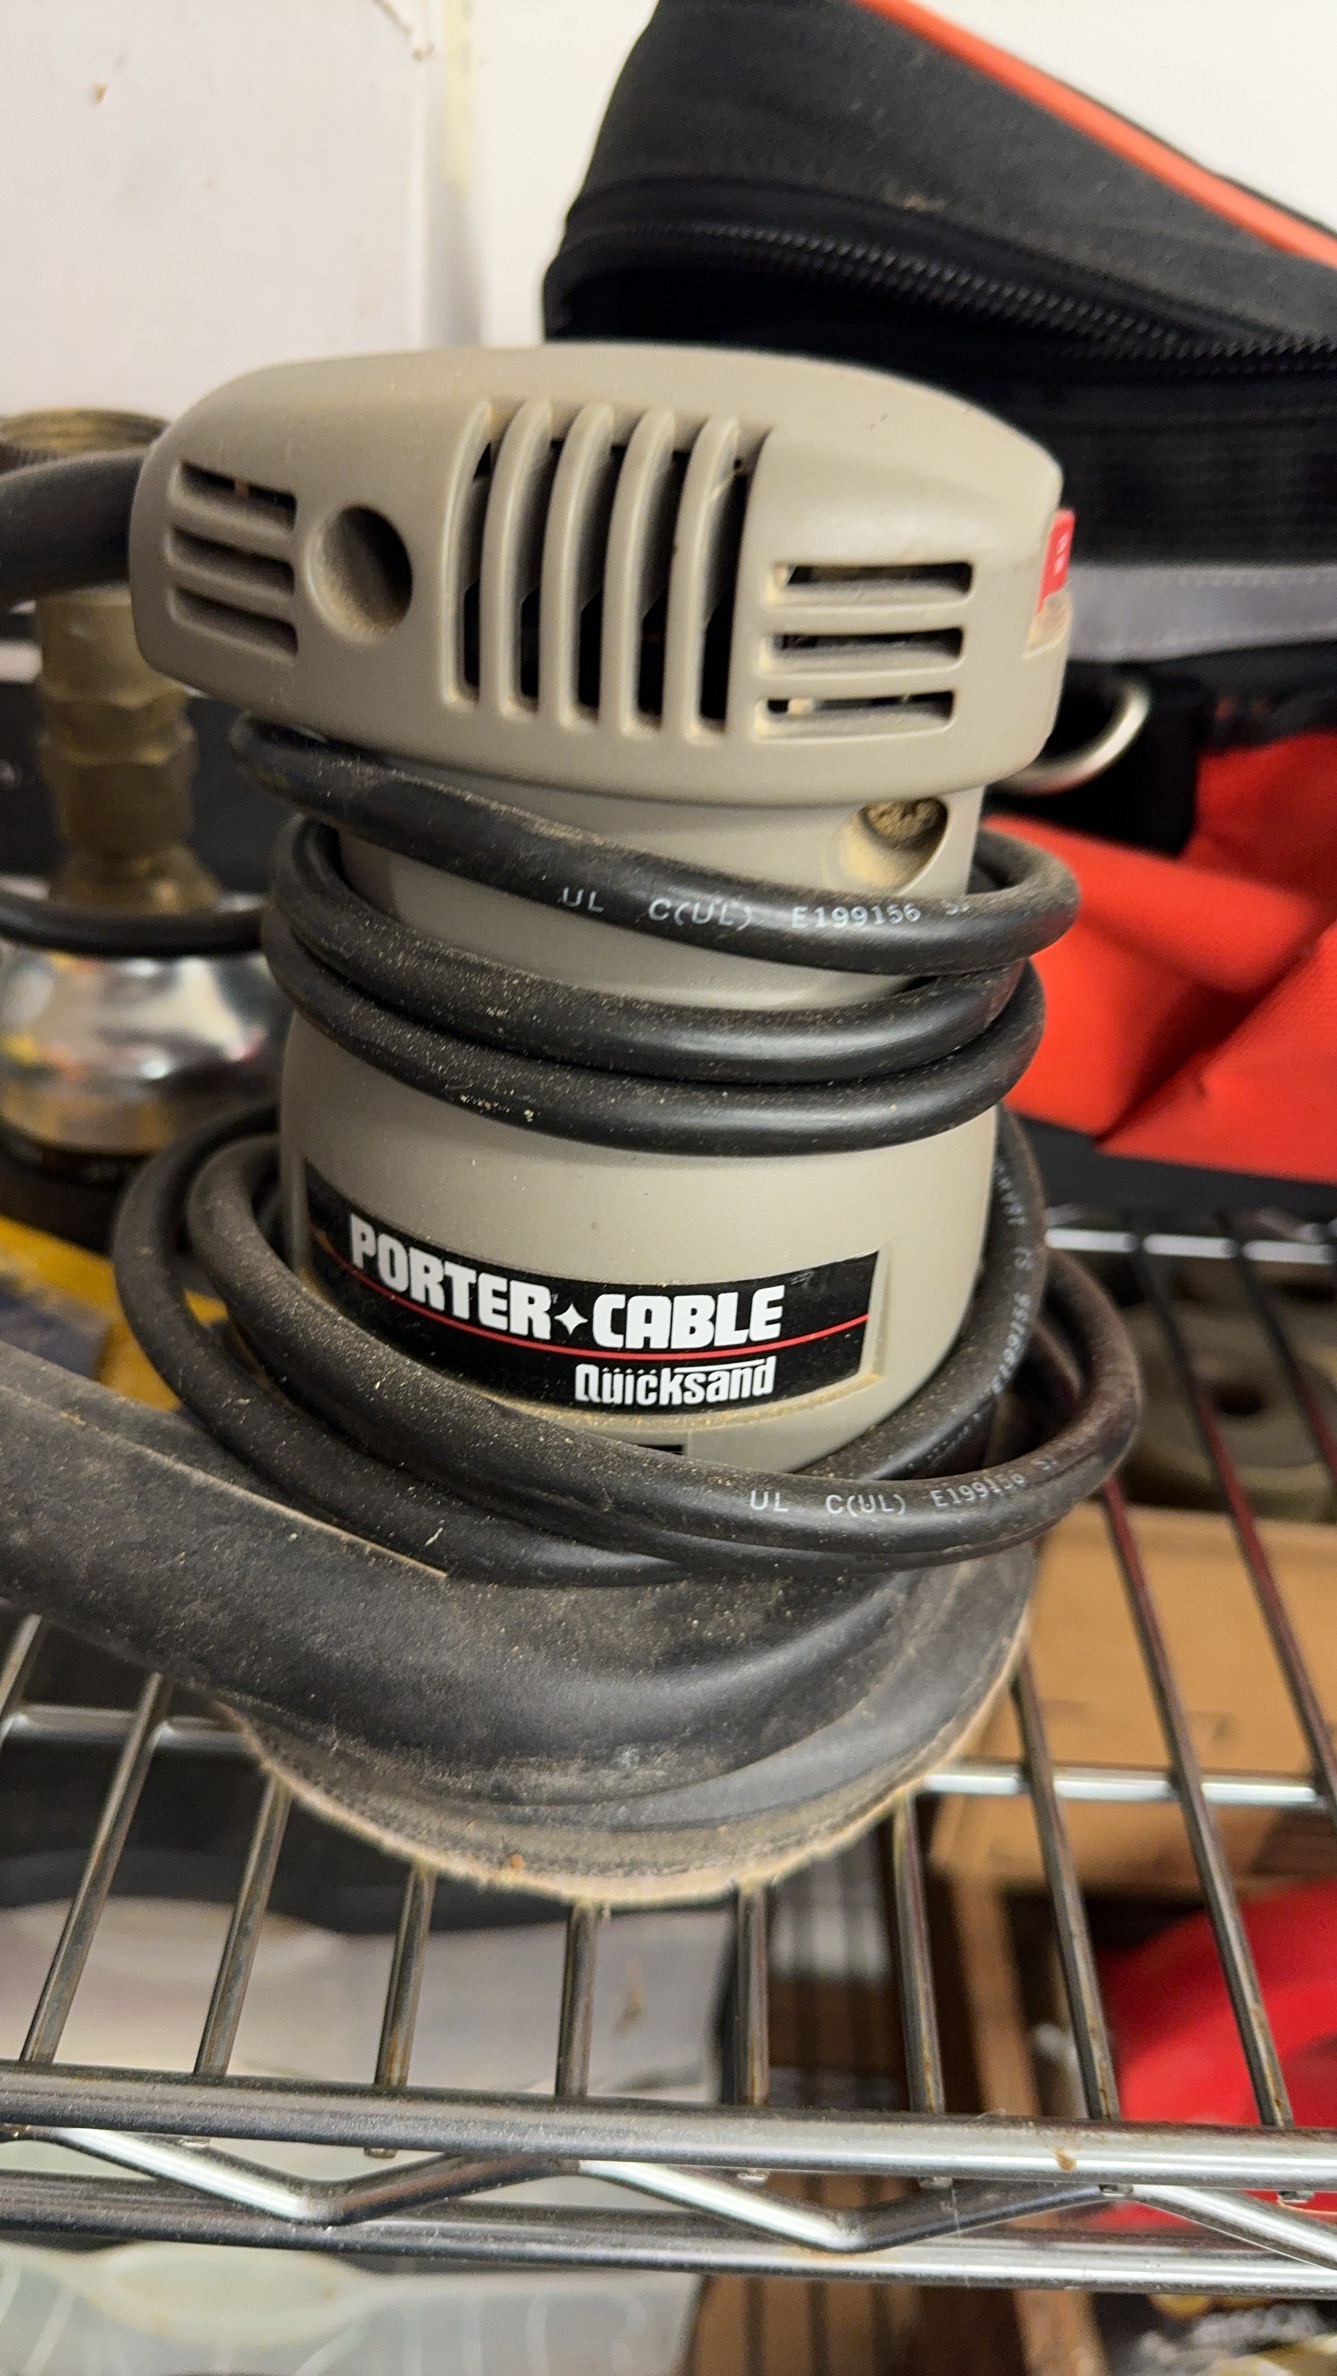 UL C(UL) E199156
PORTER✦CABLE
Quicksand
UL C(UL) E199156